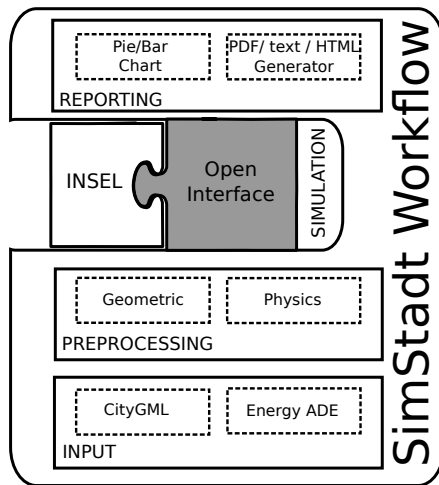 Pie/Bar
Chart
PDF/ text / HTML
Generator
REPORTING
INSEL
Open
Interface
SIMULATION
Geometric
Physics
PREPROCESSING
CityGML
Energy ADE
INPUT
SimStadt Workflow